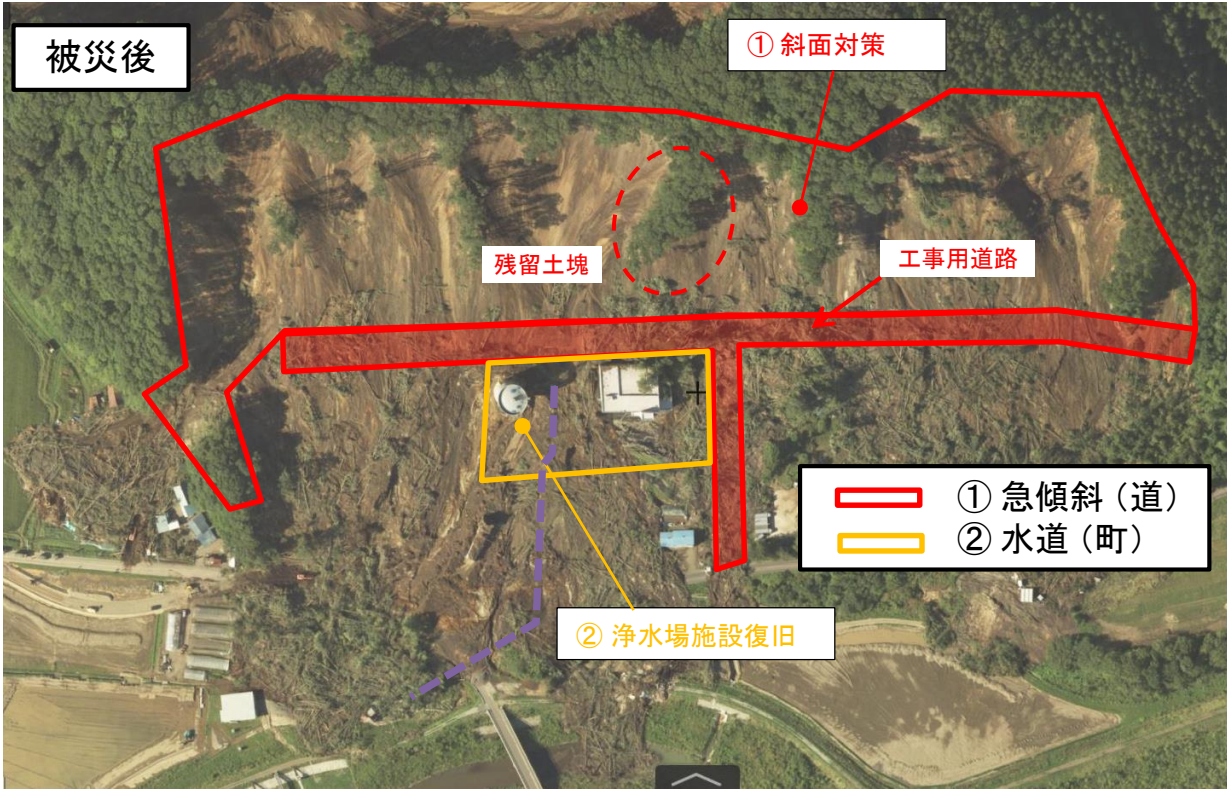 被災後
① 斜面対策
残留土塊
工事用道路
① 急傾斜（道）
② 水道（町）
② 浄水場施設復旧